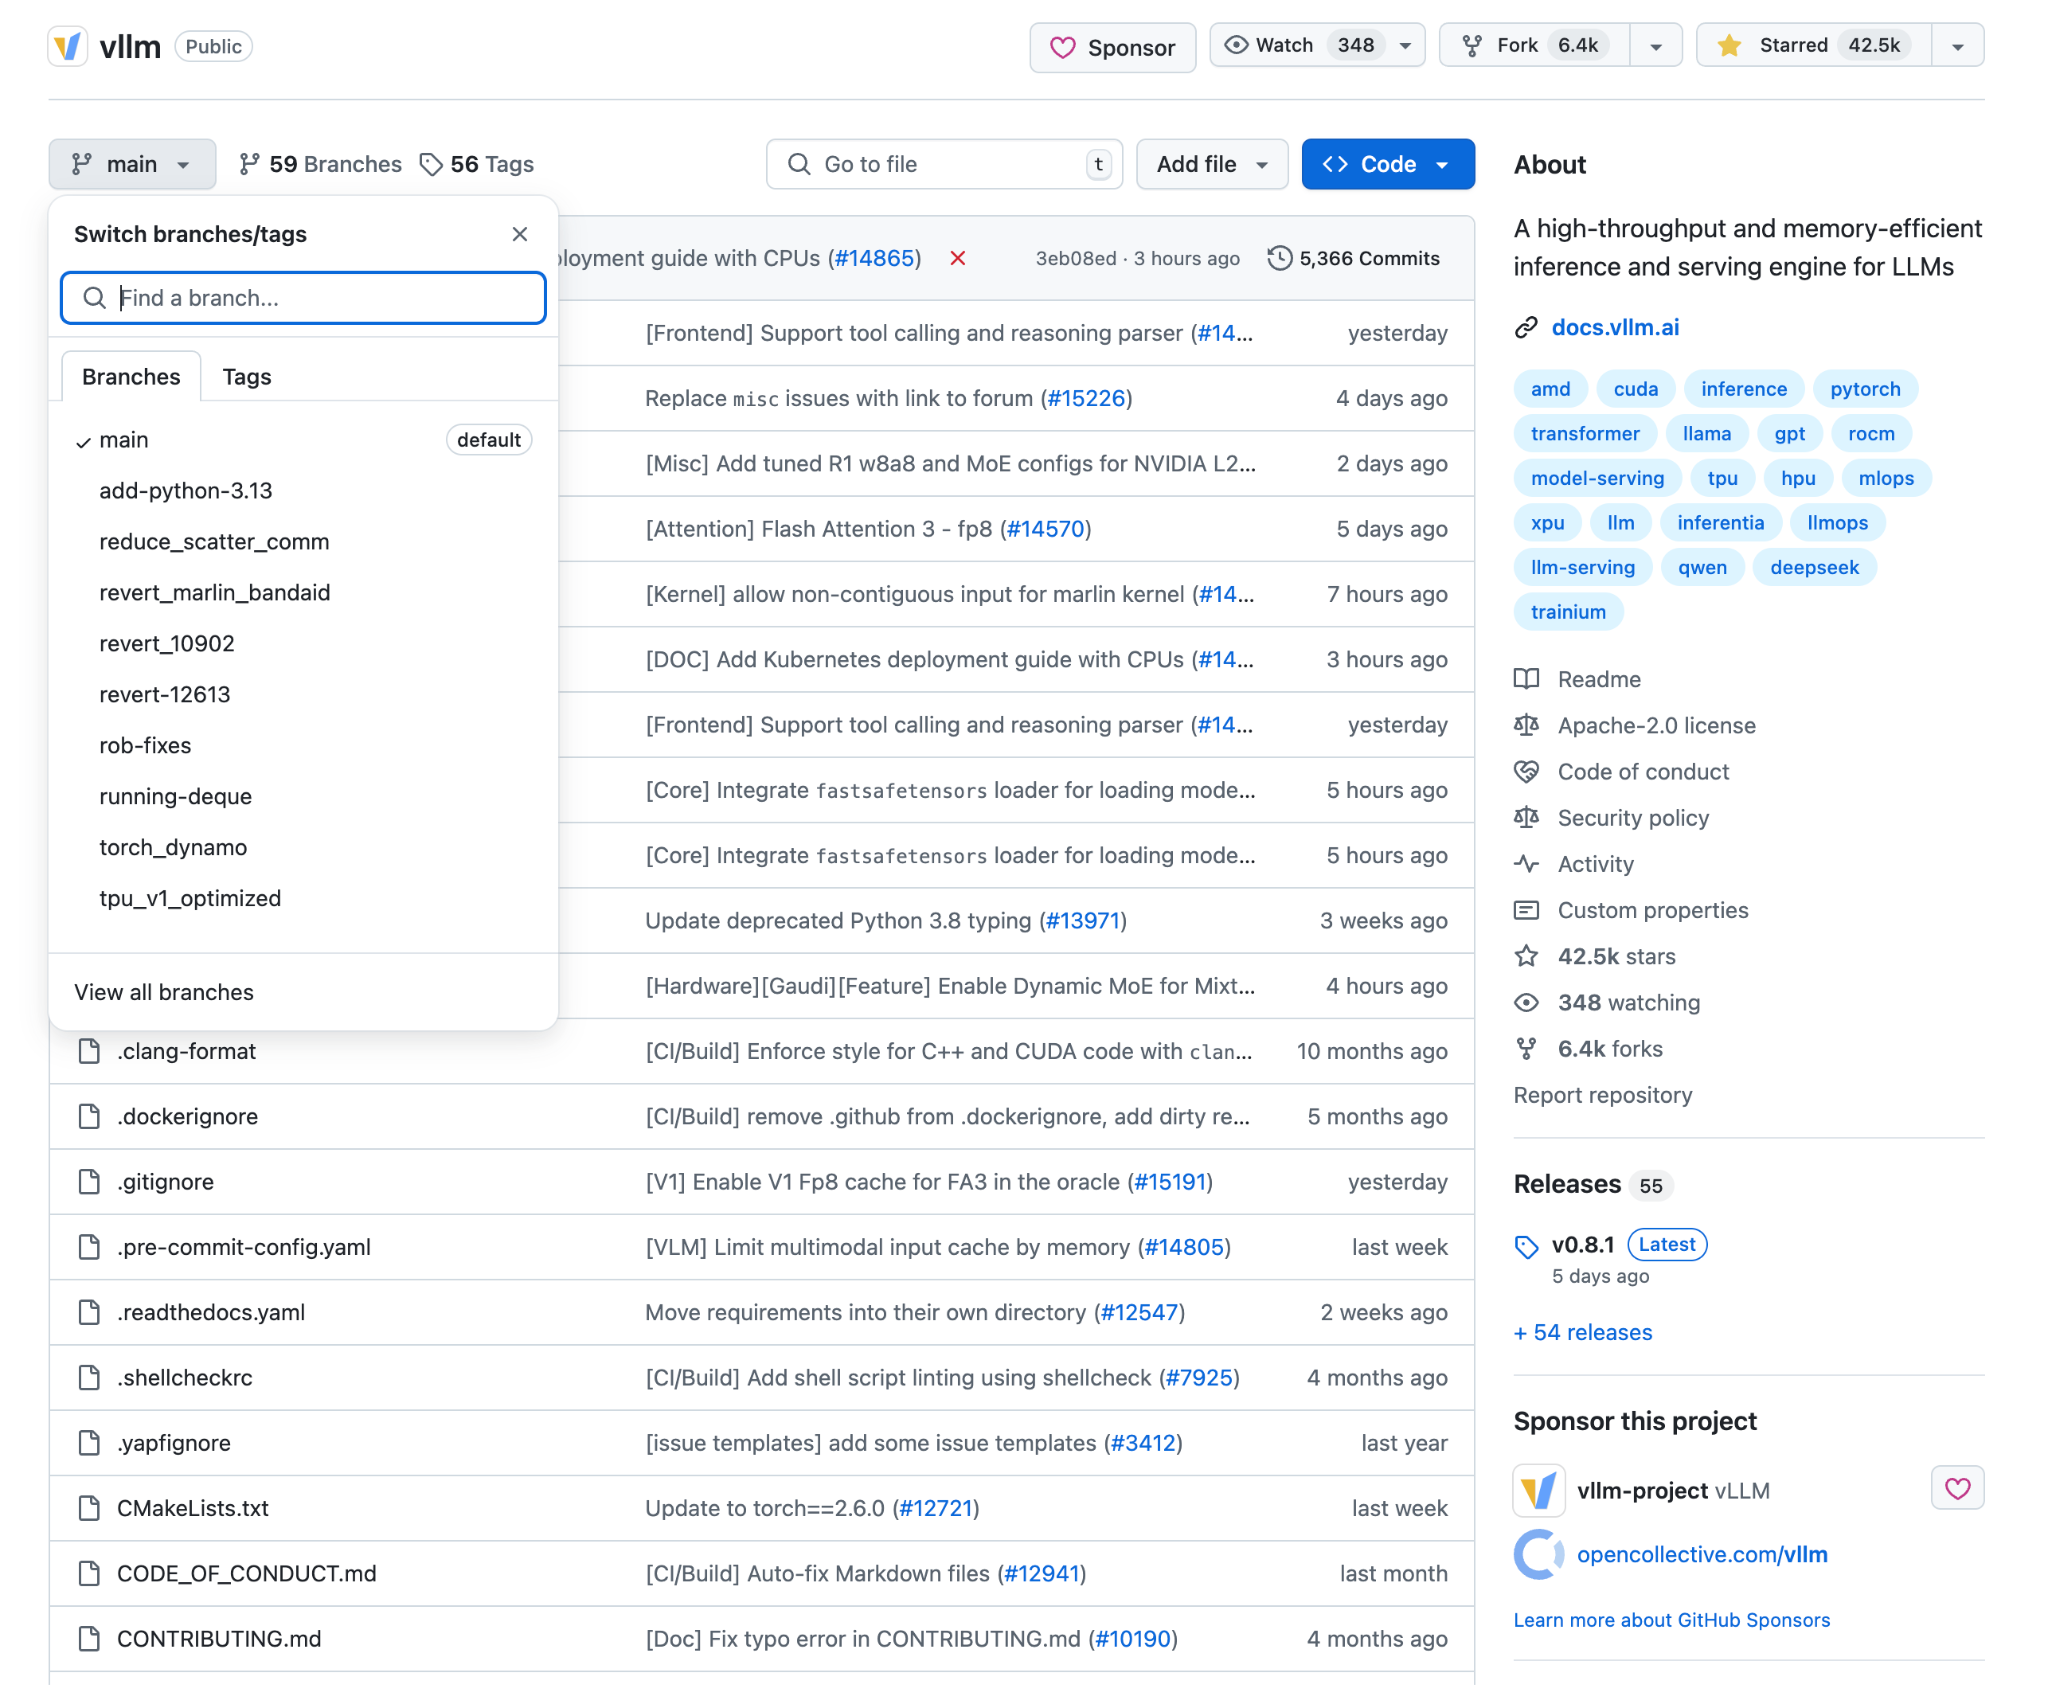 vllm Public Sponsor Watch 348 Fork 6.4k Starred 42.5k
main 59 Branches 56 Tags Go to file t Add file Code
Switch branches/tags
Find a branch...
Branches Tags
main default
add-python-3.13
reduce_scatter_comm
revert_marlin_bandaid
revert_10902
revert-12613
rob-fixes
running-deque
torch_dynamo
tpu_v1_optimized
View all branches
loyment guide with CPUs (#14865) 3eb08ed · 3 hours ago 5,366 Commits
[Frontend] Support tool calling and reasoning parser (#14... yesterday
Replace misc issues with link to forum (#15226) 4 days ago
[Misc] Add tuned R1 w8a8 and MoE configs for NVIDIA L2... 2 days ago
[Attention] Flash Attention 3 - fp8 (#14570) 5 days ago
[Kernel] allow non-contiguous input for marlin kernel (#14... 7 hours ago
[DOC] Add Kubernetes deployment guide with CPUs (#14... 3 hours ago
[Frontend] Support tool calling and reasoning parser (#14... yesterday
[Core] Integrate fastsafetensors loader for loading mode... 5 hours ago
[Core] Integrate fastsafetensors loader for loading mode... 5 hours ago
Update deprecated Python 3.8 typing (#13971) 3 weeks ago
[Hardware][Gaudi][Feature] Enable Dynamic MoE for Mixt... 4 hours ago
.clang-format [CI/Build] Enforce style for C++ and CUDA code with clan... 10 months ago
.dockerignore [CI/Build] remove .github from .dockerignore, add dirty re... 5 months ago
.gitignore [V1] Enable V1 Fp8 cache for FA3 in the oracle (#15191) yesterday
.pre-commit-config.yaml [VLM] Limit multimodal input cache by memory (#14805) last week
.readthedocs.yaml Move requirements into their own directory (#12547) 2 weeks ago
.shellcheckrc [CI/Build] Add shell script linting using shellcheck (#7925) 4 months ago
.yapfignore [issue templates] add some issue templates (#3412) last year
CMakeLists.txt Update to torch==2.6.0 (#12721) last week
CODE_OF_CONDUCT.md [CI/Build] Auto-fix Markdown files (#12941) last month
CONTRIBUTING.md [Doc] Fix typo error in CONTRIBUTING.md (#10190) 4 months ago
About
A high-throughput and memory-efficient
inference and serving engine for LLMs
docs.vllm.ai
amd cuda inference pytorch
transformer llama gpt rocm
model-serving tpu hpu mlops
xpu llm inferentia llmops
llm-serving qwen deepseek
trainium
Readme
Apache-2.0 license
Code of conduct
Security policy
Activity
Custom properties
42.5k stars
348 watching
6.4k forks
Report repository
Releases 55
v0.8.1 Latest
5 days ago
+ 54 releases
Sponsor this project
vllm-project vLLM
opencollective.com/vllm
Learn more about GitHub Sponsors